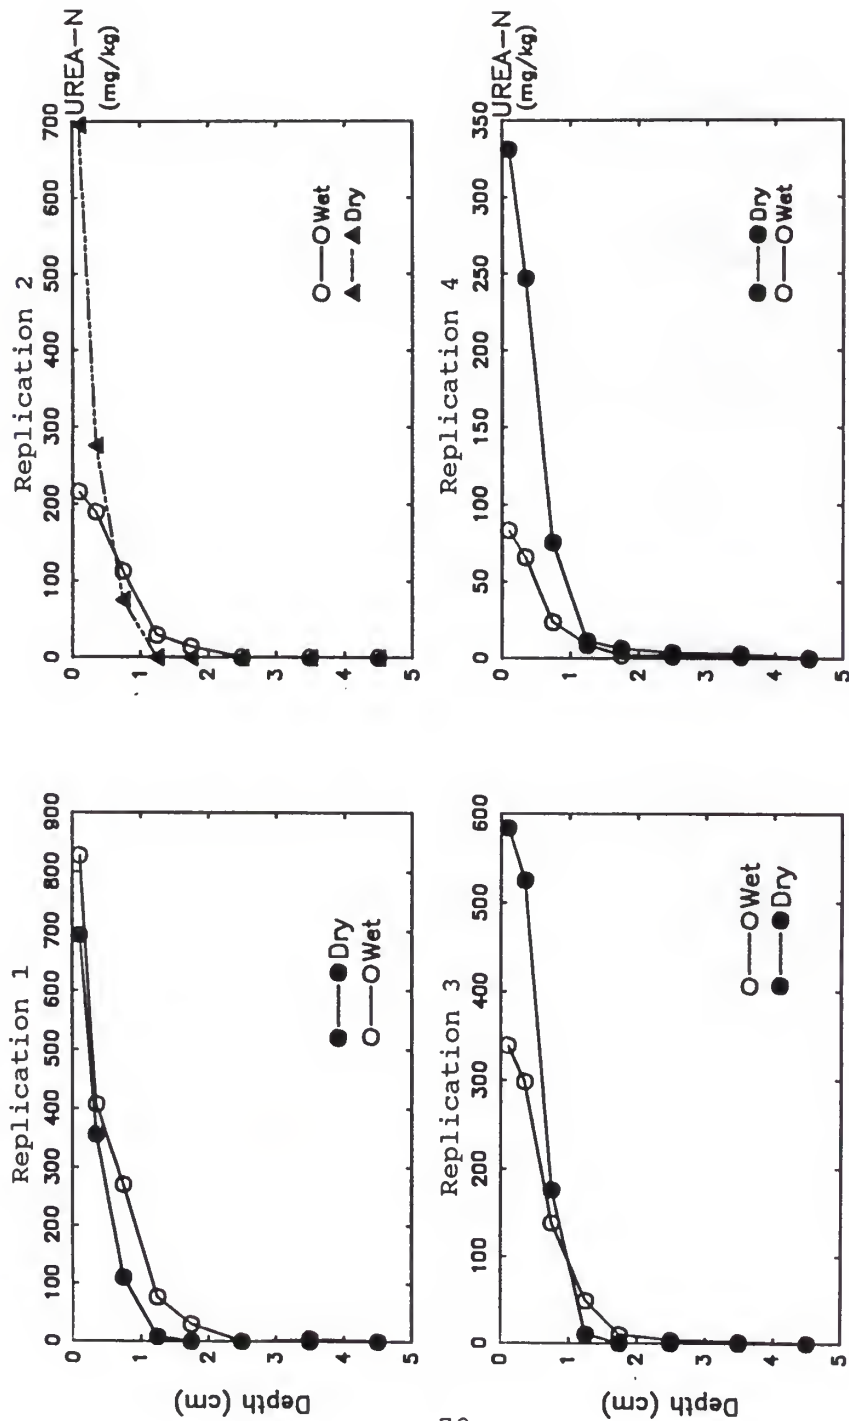 Replication 1
0 100 200 300 400 500 600 700 800
Depth (cm)
0
1
2
3
4
5
Dry
Wet
Replication 2
0 100 200 300 400 500 600 700
UREA-N
(mg/kg)
0
1
2
3
4
5
Wet
Dry
Replication 3
0 100 200 300 400 500 600
Depth (cm)
0
1
2
3
4
5
Wet
Dry
Replication 4
0 50 100 150 200 250 300 350
UREA-N
(mg/kg)
0
1
2
3
4
5
Dry
Wet